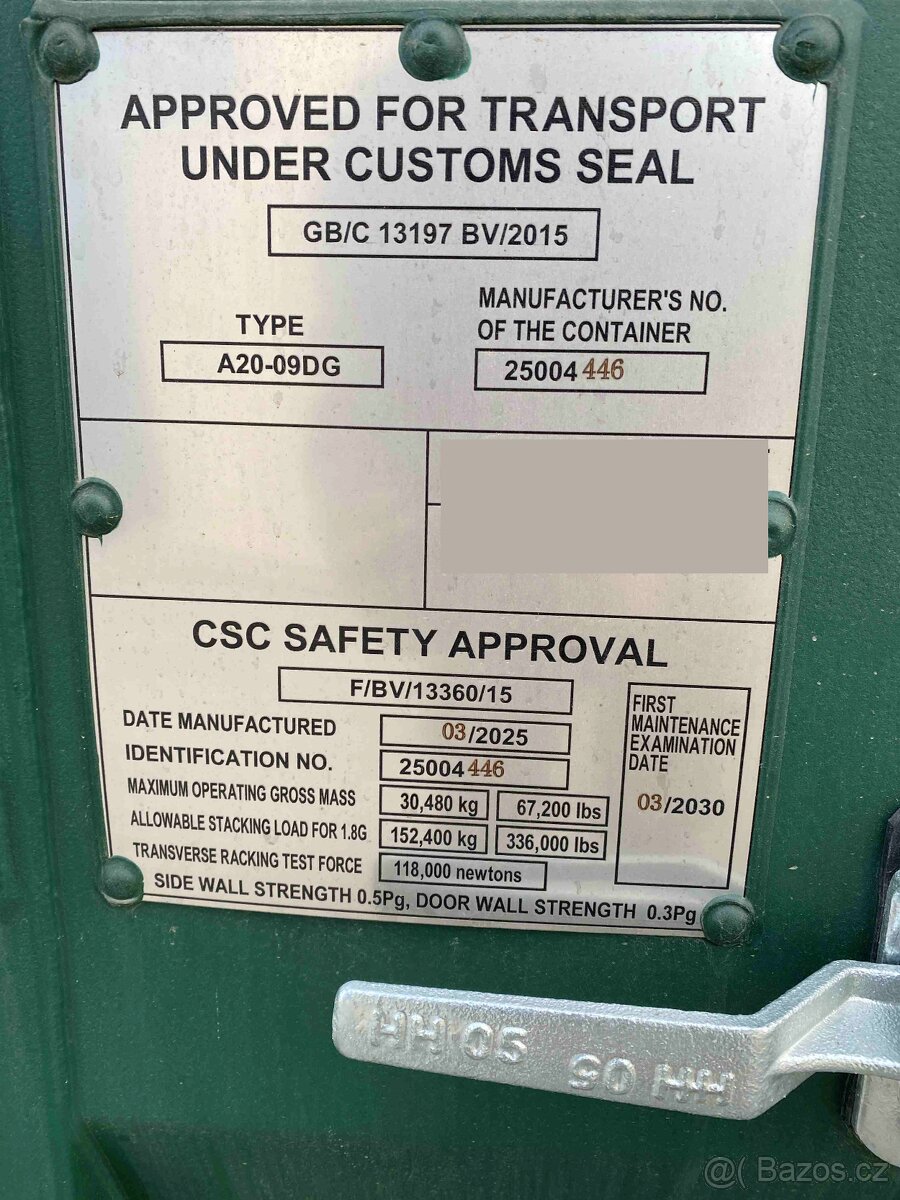 APPROVED FOR TRANSPORT
UNDER CUSTOMS SEAL
GB/C 13197 BV/2015
TYPE
A20-09DG
MANUFACTURER'S NO.
OF THE CONTAINER
25004 446
CSC SAFETY APPROVAL
F/BV/13360/15
DATE MANUFACTURED 03/2025
IDENTIFICATION NO. 25004 446
MAXIMUM OPERATING GROSS MASS 30,480 kg 67,200 lbs
ALLOWABLE STACKING LOAD FOR 1.8G 152,400 kg 336,000 lbs
TRANSVERSE RACKING TEST FORCE 118,000 newtons
SIDE WALL STRENGTH 0.5Pg, DOOR WALL STRENGTH 0.3Pg
FIRST
MAINTENANCE
EXAMINATION
DATE
03/2030
HH 05
HH 05
@( Bazos.cz